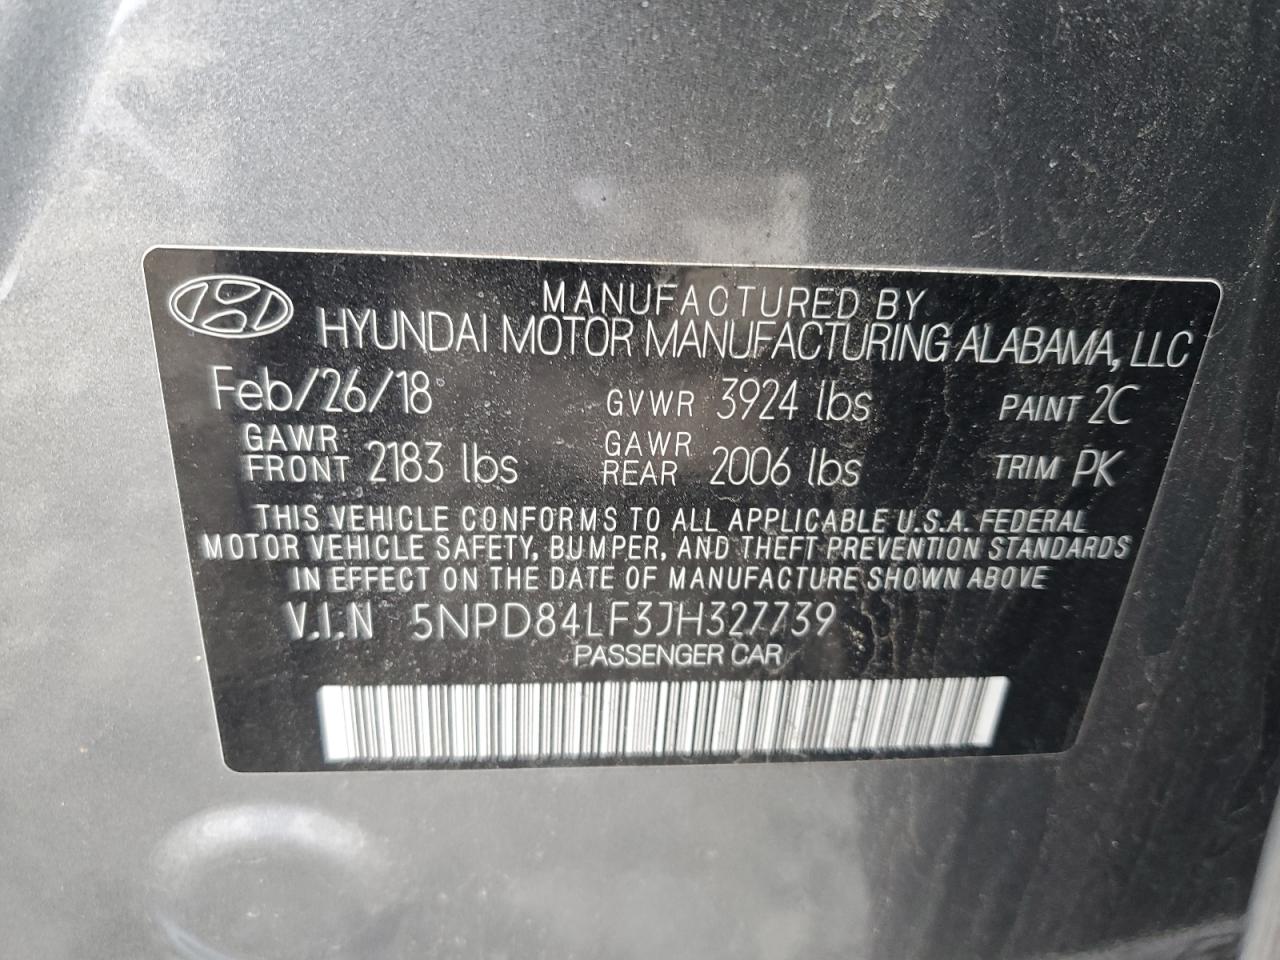 MANUFACTURED BY
HYUNDAI MOTOR MANUFACTURING ALABAMA, LLC
Feb/26/18 GVWR 3924 lbs PAINT 2C
GAWR FRONT 2183 lbs GAWR REAR 2006 lbs TRIM PK
THIS VEHICLE CONFORMS TO ALL APPLICABLE U.S.A. FEDERAL
MOTOR VEHICLE SAFETY, BUMPER, AND THEFT PREVENTION STANDARDS
IN EFFECT ON THE DATE OF MANUFACTURE SHOWN ABOVE
V.I.N 5NPD84LF3JH327739
PASSENGER CAR